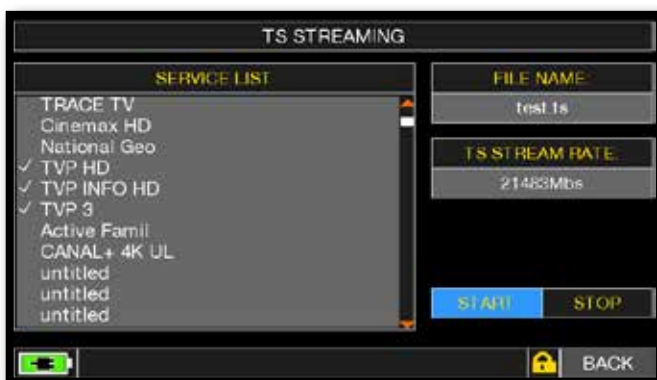 TS STREAMING
SERVICE LIST
TRACE TV
Cinemax HD
National Geo
✓ TVP HD
✓ TVP INFO HD
✓ TVP 3
Active Famil
CANAL+ 4K UL
untitled
untitled
untitled
FILE NAME:
test.ts
TS STREAM RATE:
21483Mbs
START
STOP
BACK